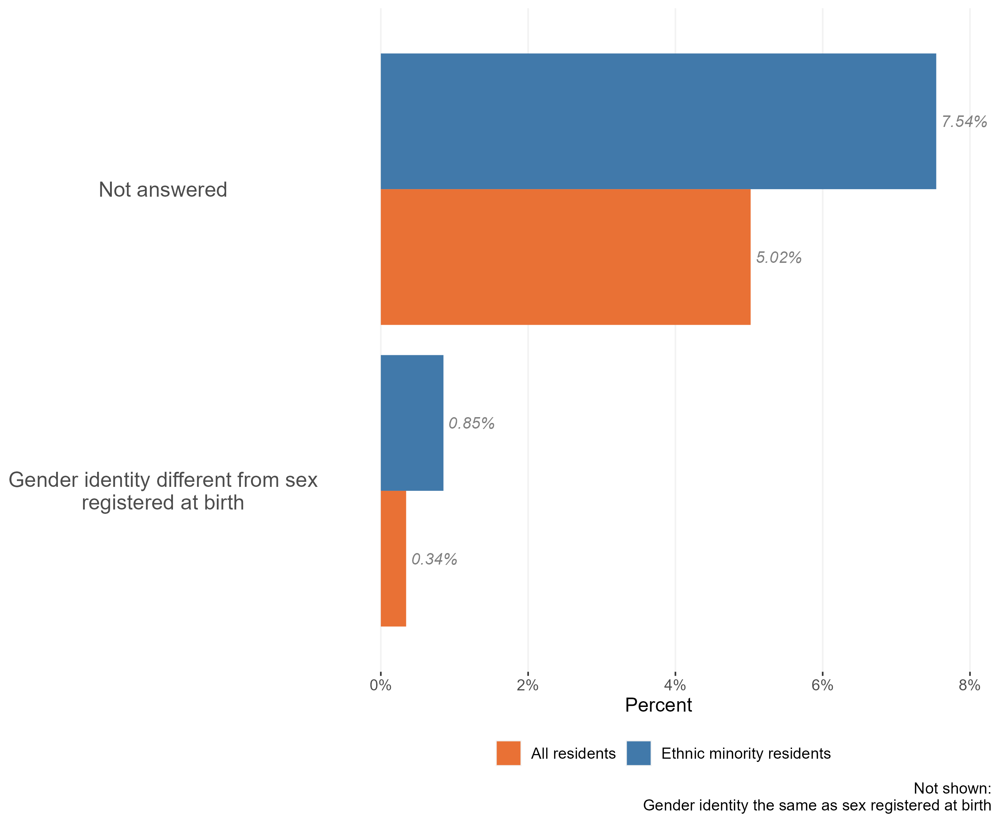 7.54%
Not answered
5.02%
0.85%
Gender identity different from sex
registered at birth
0.34%
0% 2% 4% 6% 8%
Percent
All residents Ethnic minority residents
Not shown:
Gender identity the same as sex registered at birth